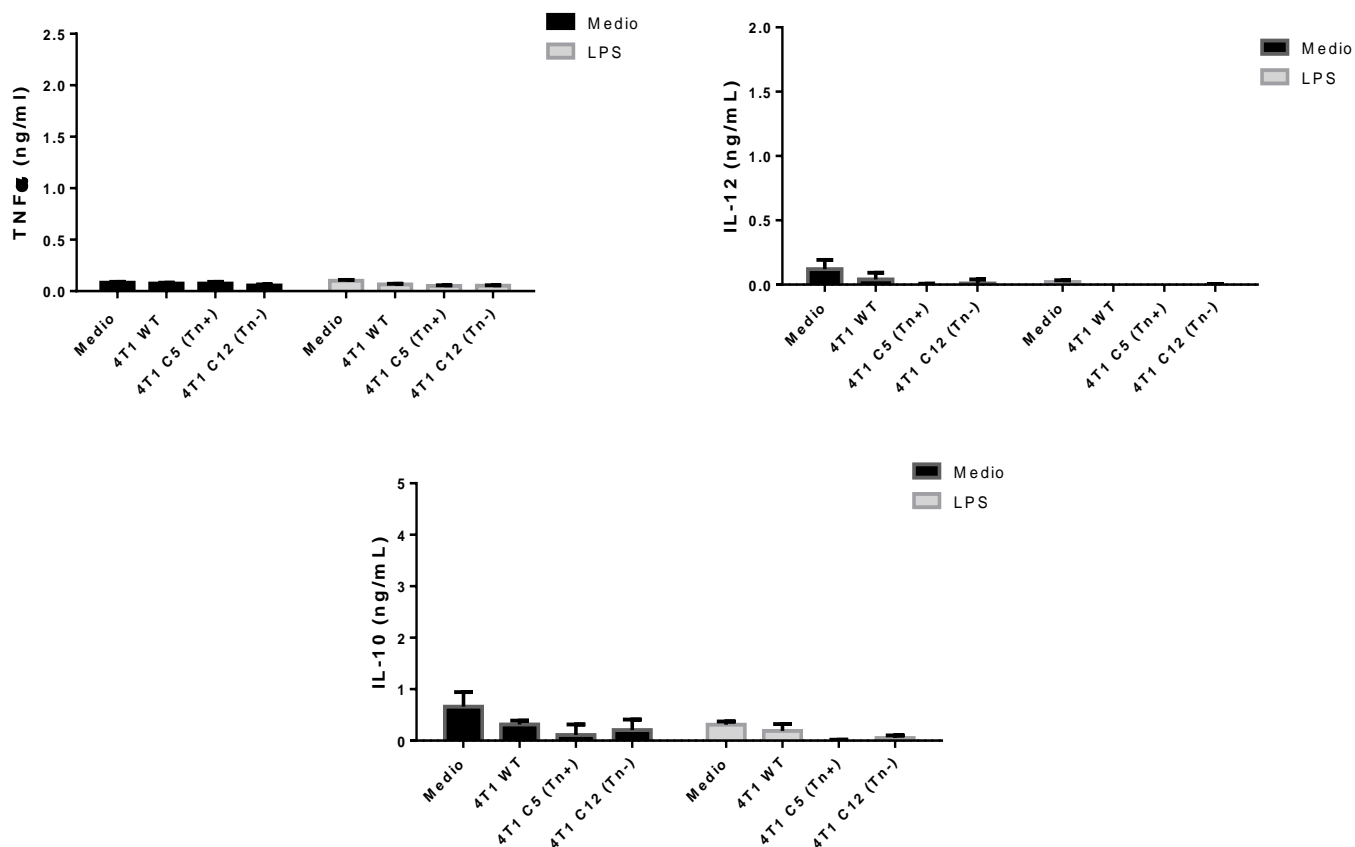 Medio
LPS
TNFα (ng/ml)
2.5
2.0
1.5
1.0
0.5
0.0
Medio
4T1 WT
4T1 C5 (Tn+)
4T1 C12 (Tn-)
Medio
4T1 WT
4T1 C5 (Tn+)
4T1 C12 (Tn-)
Medio
LPS
IL-12 (ng/mL)
2.0
1.5
1.0
0.5
0.0
Medio
4T1 WT
4T1 C5 (Tn+)
4T1 C12 (Tn-)
Medio
4T1 WT
4T1 C5 (Tn+)
4T1 C12 (Tn-)
Medio
LPS
IL-10 (ng/mL)
5
4
3
2
1
0
Medio
4T1 WT
4T1 C5 (Tn+)
4T1 C12 (Tn-)
Medio
4T1 WT
4T1 C5 (Tn+)
4T1 C12 (Tn-)